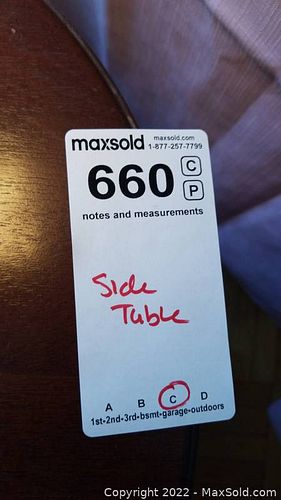 maxsold maxsold.com
1-877-257-7799
660 C
P
notes and measurements
Side
Table
A B C D
1st-2nd-3rd-bsmt-garage-outdoors
Copyright © 2022 - MaxSold.com